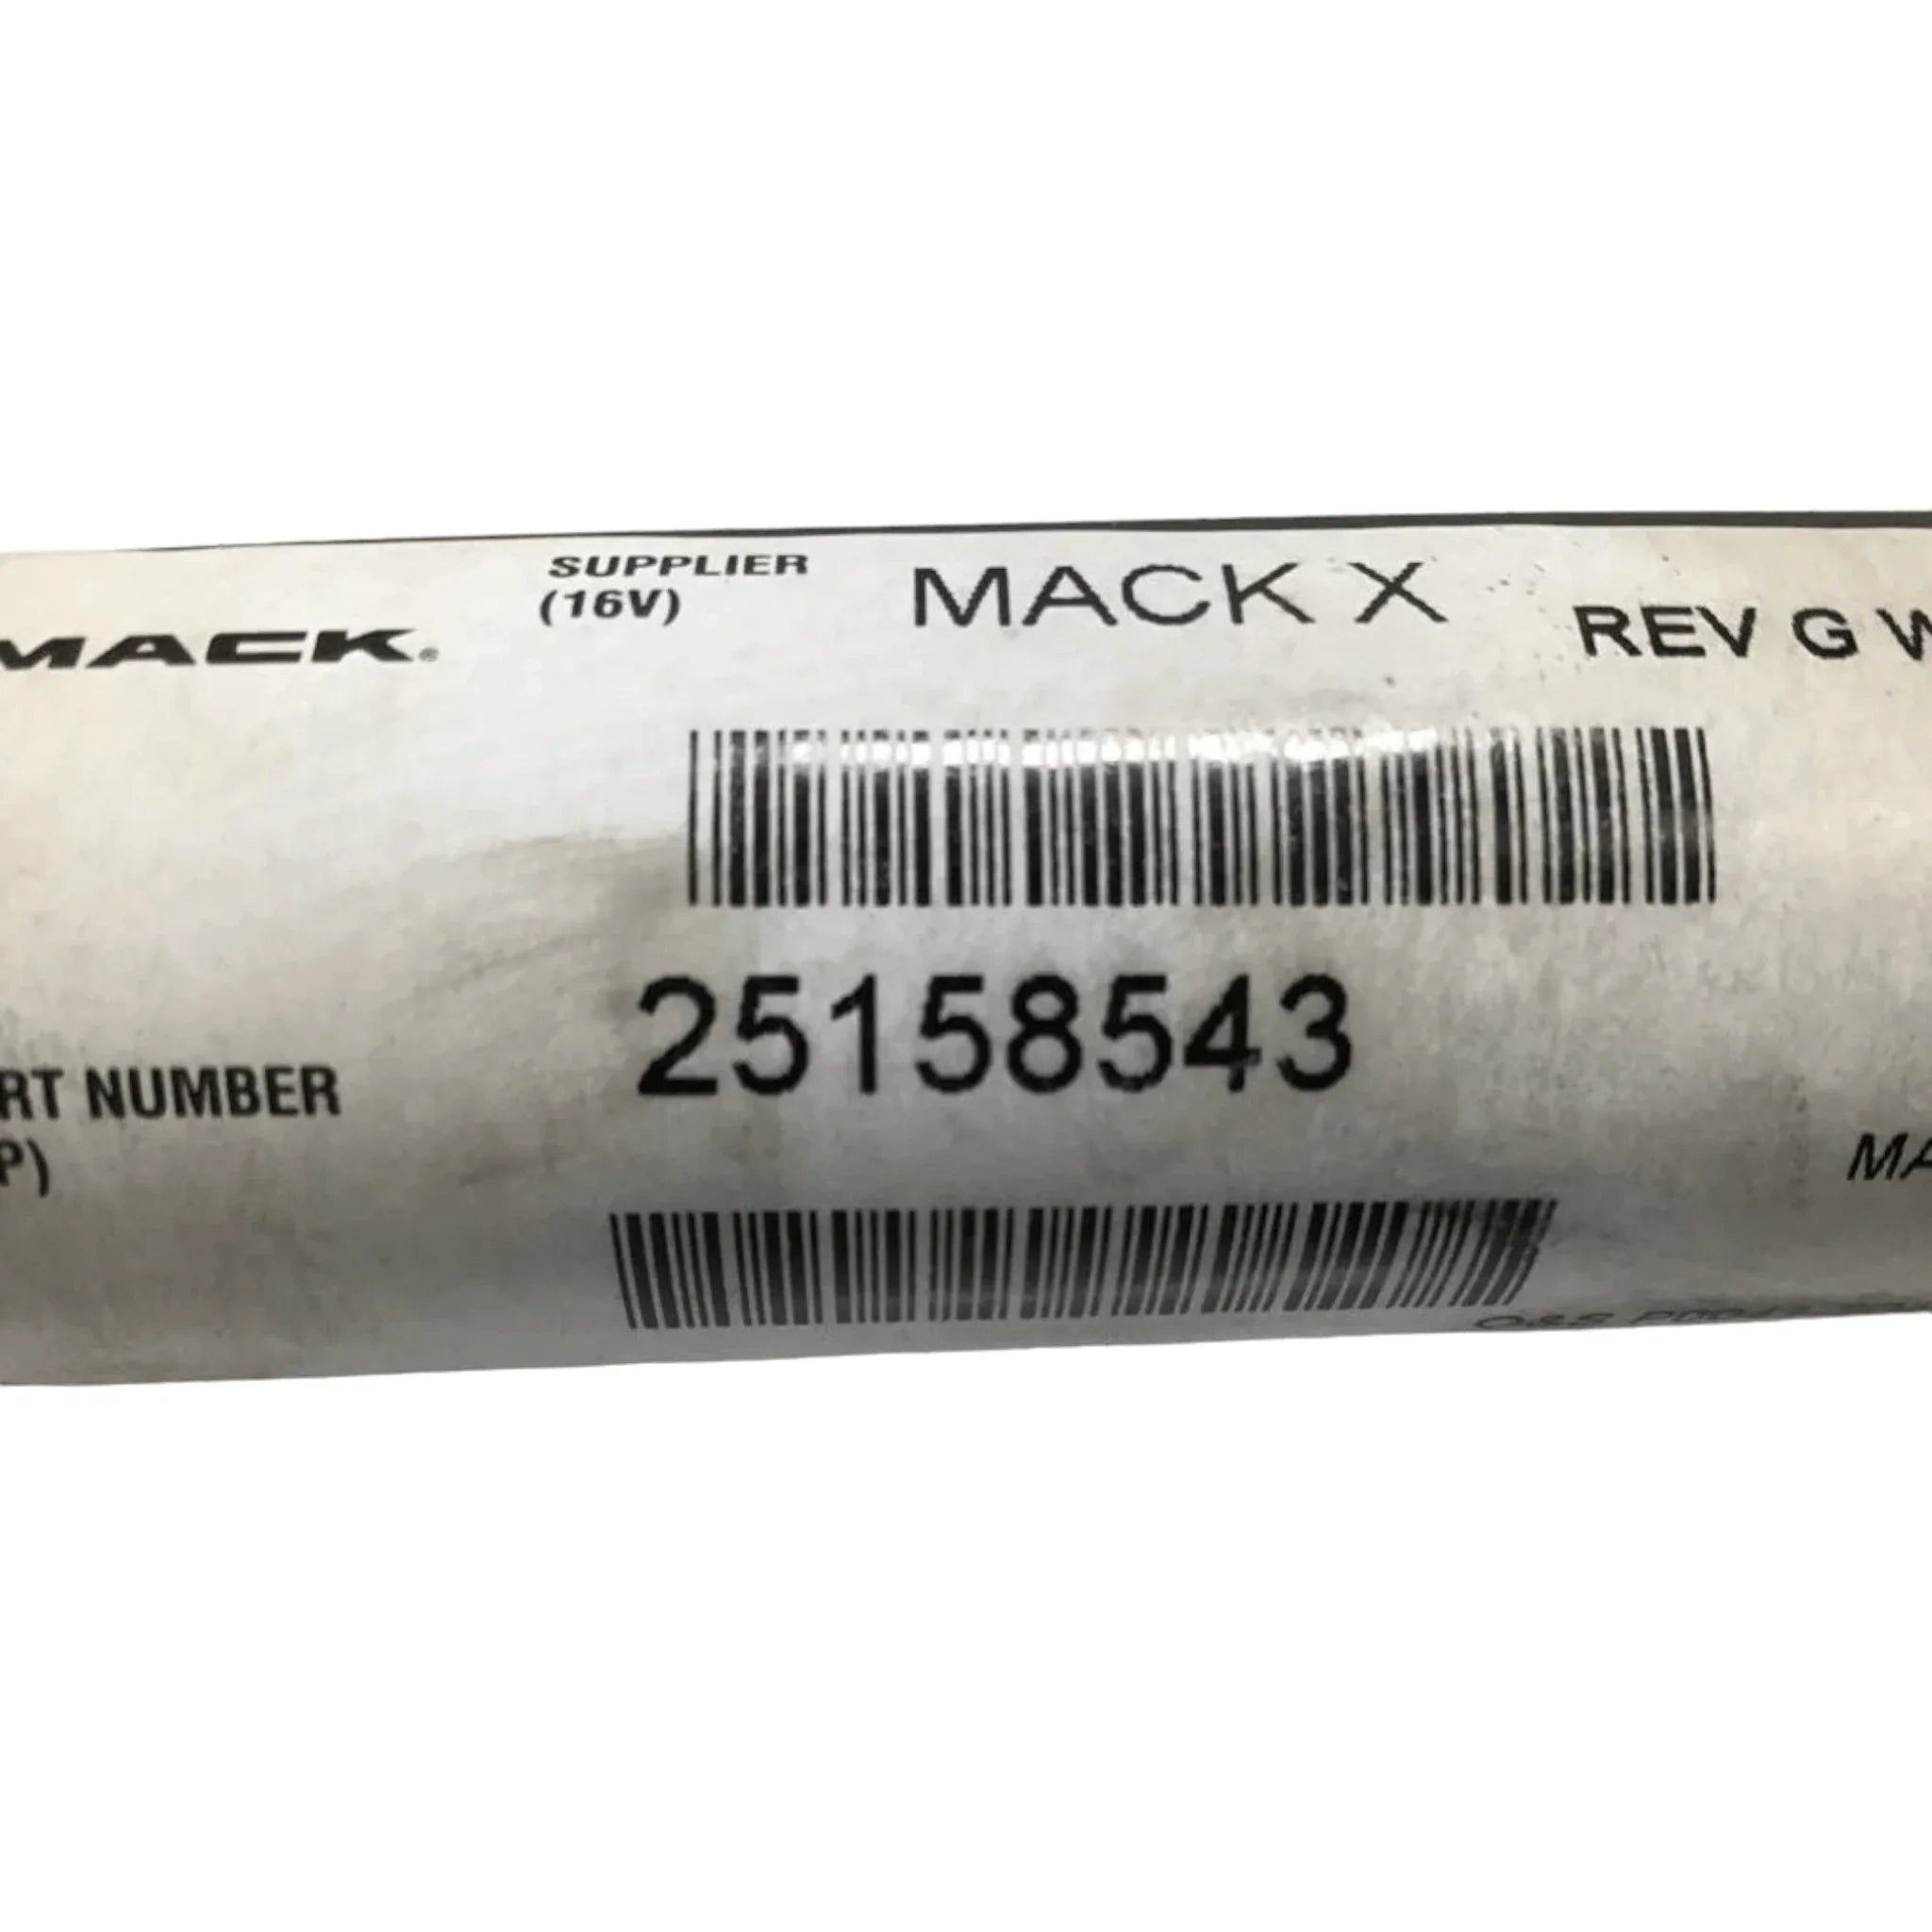 MACK®
SUPPLIER
(16V)
MACK X
REV G W
25158543
RT NUMBER
P)
MA